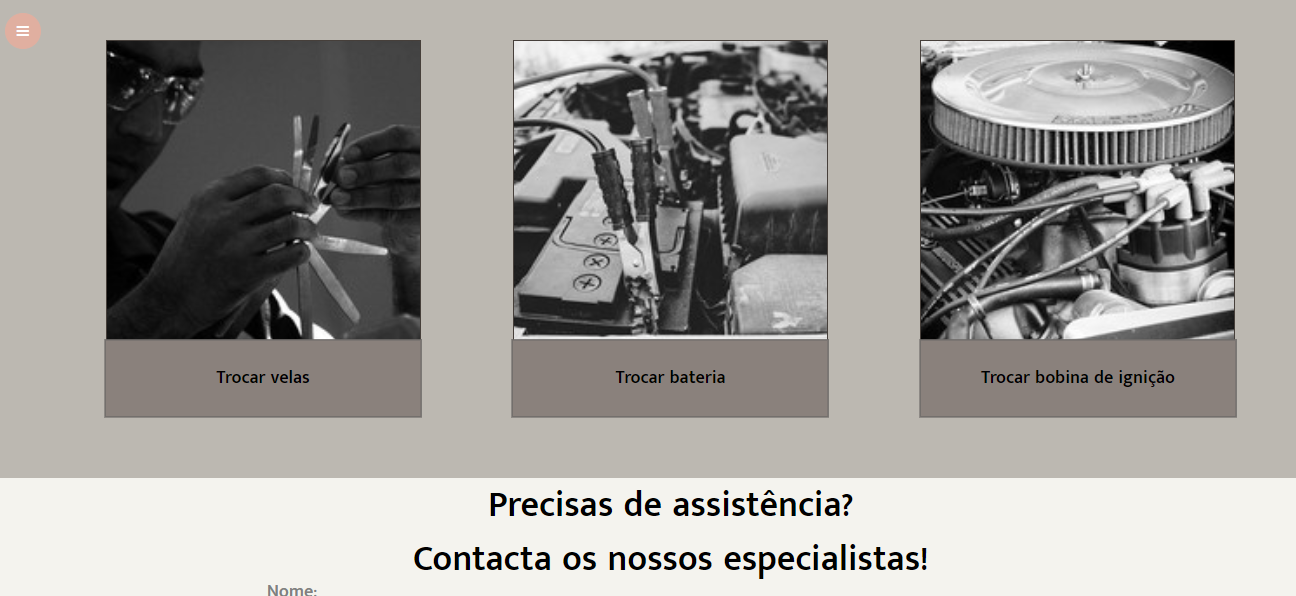 Trocar velas
Trocar bateria
Trocar bobina de ignição
Precisas de assistência?
Contacta os nossos especialistas!
Nome: